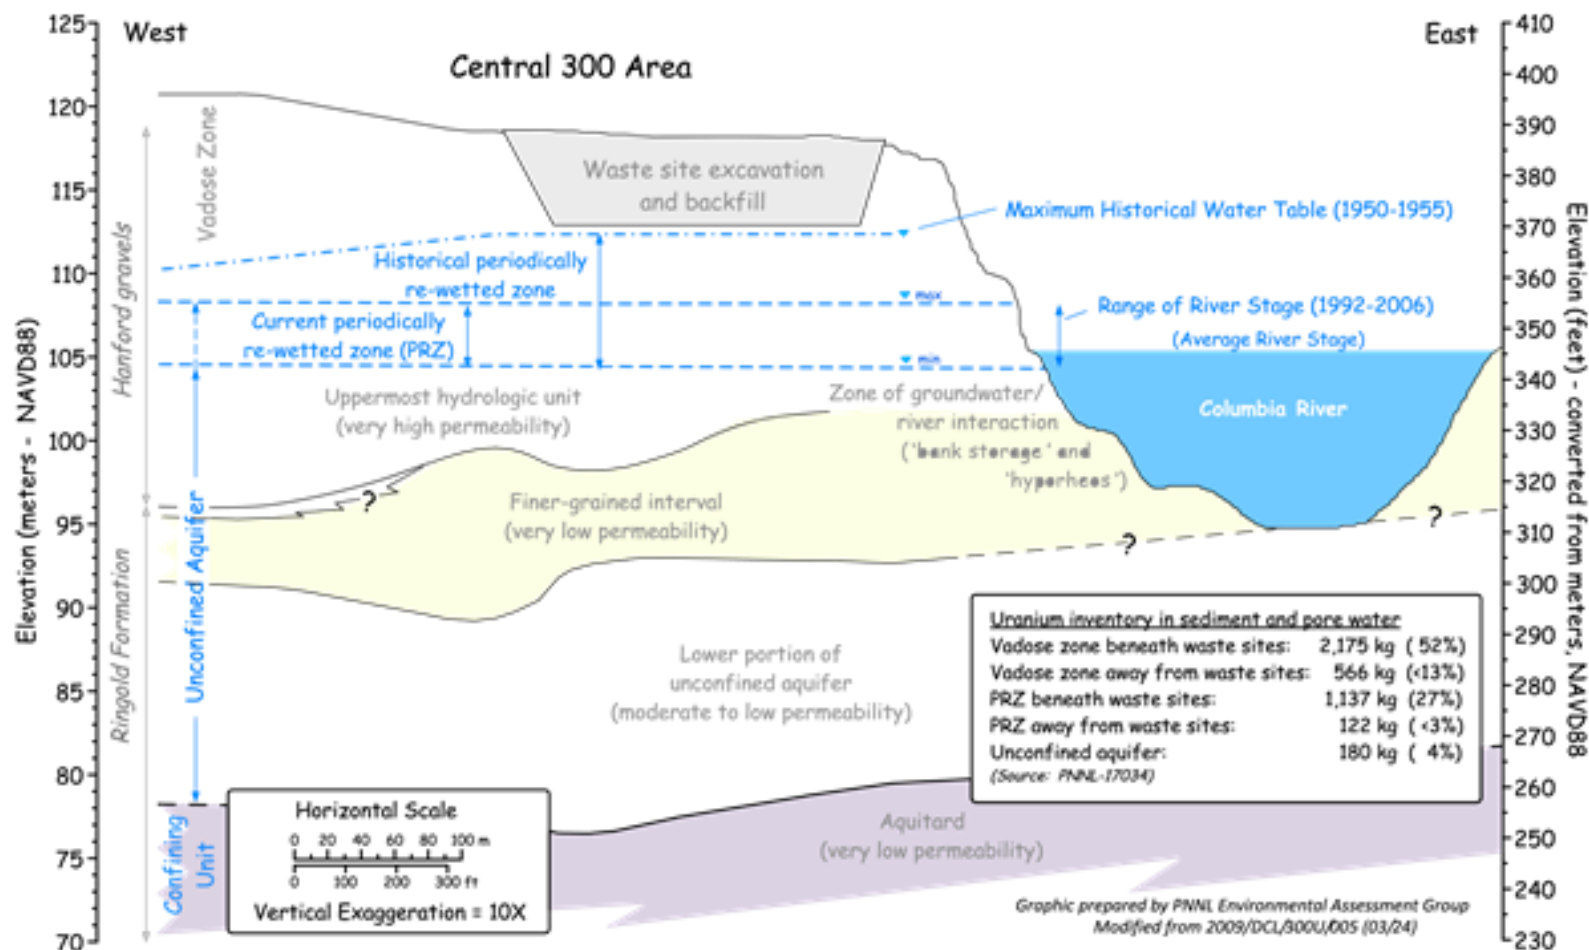 West
East
Central 300 Area
125
120
115
110
105
100
95
90
85
80
75
70
Elevation (meters - NAVD88)
410
400
390
380
370
360
350
340
330
320
310
300
290
280
270
260
250
240
230
Elevation (feet) - converted from meters, NAVD88
Vadose Zone
Hanford gravels
Ringold Formation
Unconfined Aquifer
Confining
Unit
Waste site excavation
and backfill
Maximum Historical Water Table (1950-1955)
Historical periodically
re-wetted zone
max
Range of River Stage (1992-2006)
(Average River Stage)
Current periodically
re-wetted zone (PRZ)
min
Uppermost hydrologic unit
(very high permeability)
Zone of groundwater/
river interaction
('bank storage' and
'hyporheos')
Columbia River
?
Finer-grained interval
(very low permeability)
?
?
Lower portion of
unconfined aquifer
(moderate to low permeability)
Uranium inventory in sediment and pore water
Vadose zone beneath waste sites: 2,175 kg ( 52%)
Vadose zone away from waste sites: 566 kg (<13%)
PRZ beneath waste sites: 1,137 kg (27%)
PRZ away from waste sites: 122 kg ( <3%)
Unconfined aquifer: 180 kg ( 4%)
(Source: PNNL-17034)
Horizontal Scale
0 20 40 60 80 100 m
0 100 200 300 ft
Vertical Exaggeration = 10X
Aquitard
(very low permeability)
Graphic prepared by PNNL Environmental Assessment Group
Modified from 2009/DCL/300U/005 (03/24)